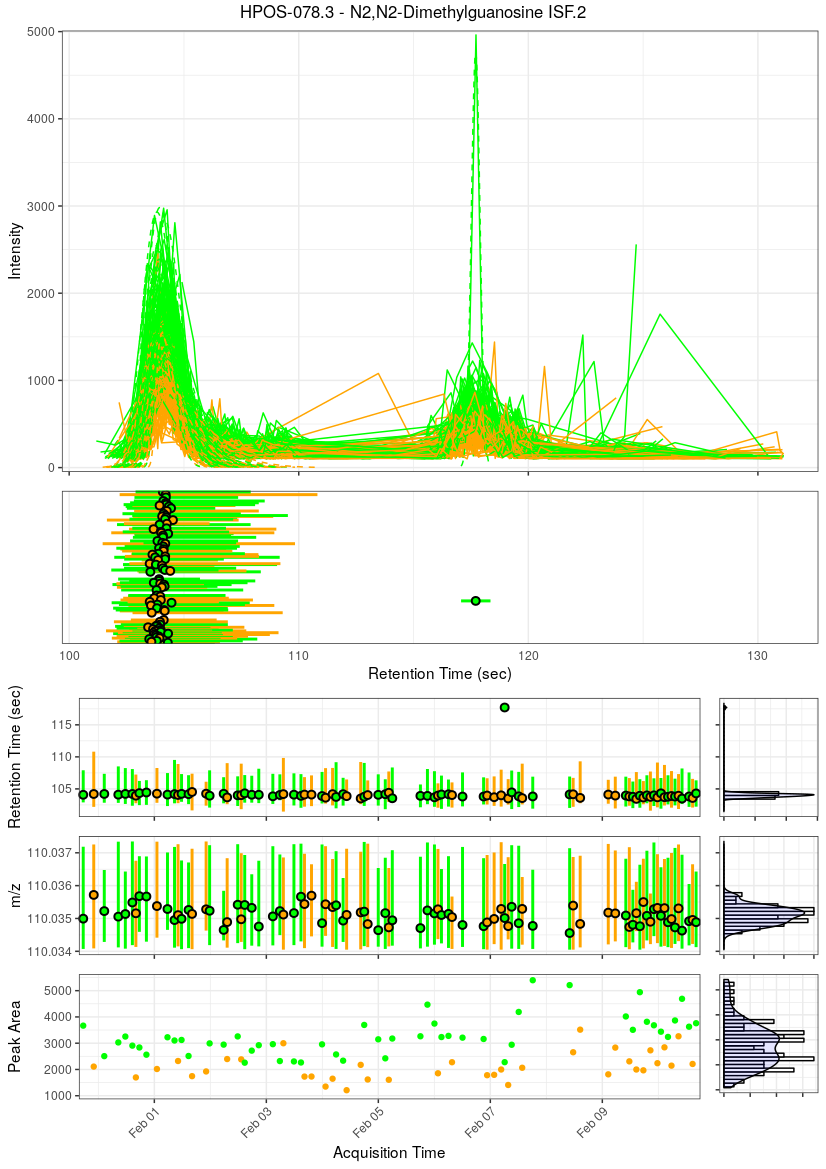 HPOS-078.3 - N2,N2-Dimethylguanosine ISF.2
5000
4000
3000
2000
1000
0
Intensity
100
110
120
130
Retention Time (sec)
115
110
105
Retention Time (sec)
110.037
110.036
110.035
110.034
m/z
5000
4000
3000
2000
1000
Peak Area
Feb 01
Feb 03
Feb 05
Feb 07
Feb 09
Acquisition Time